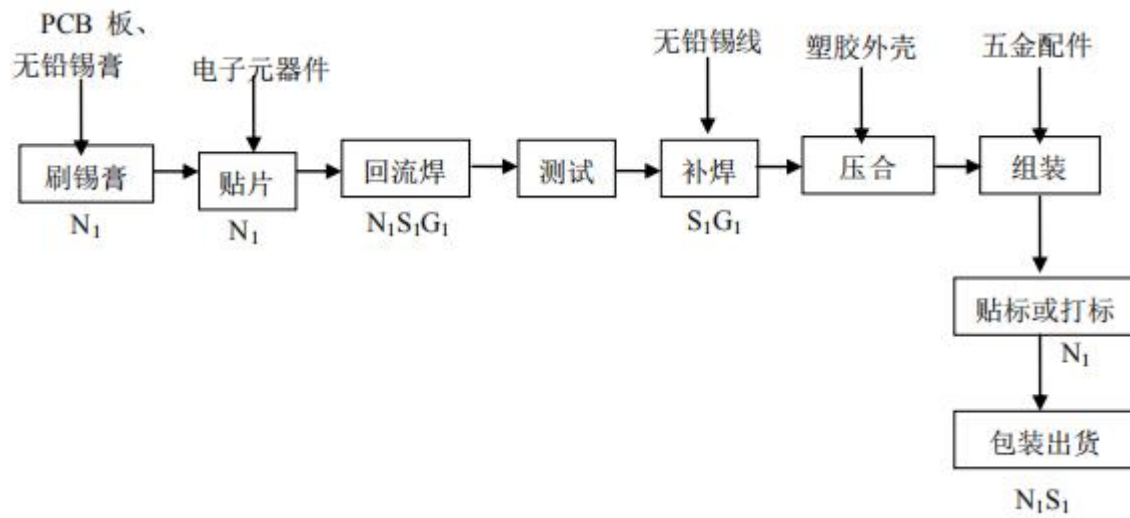 PCB 板、
无铅锡膏
电子元器件
无铅锡线
塑胶外壳
五金配件
刷锡膏
贴片
回流焊
测试
补焊
压合
组装
N₁
N₁
N₁S₁G₁
S₁G₁
贴标或打标
N₁
包装出货
N₁S₁